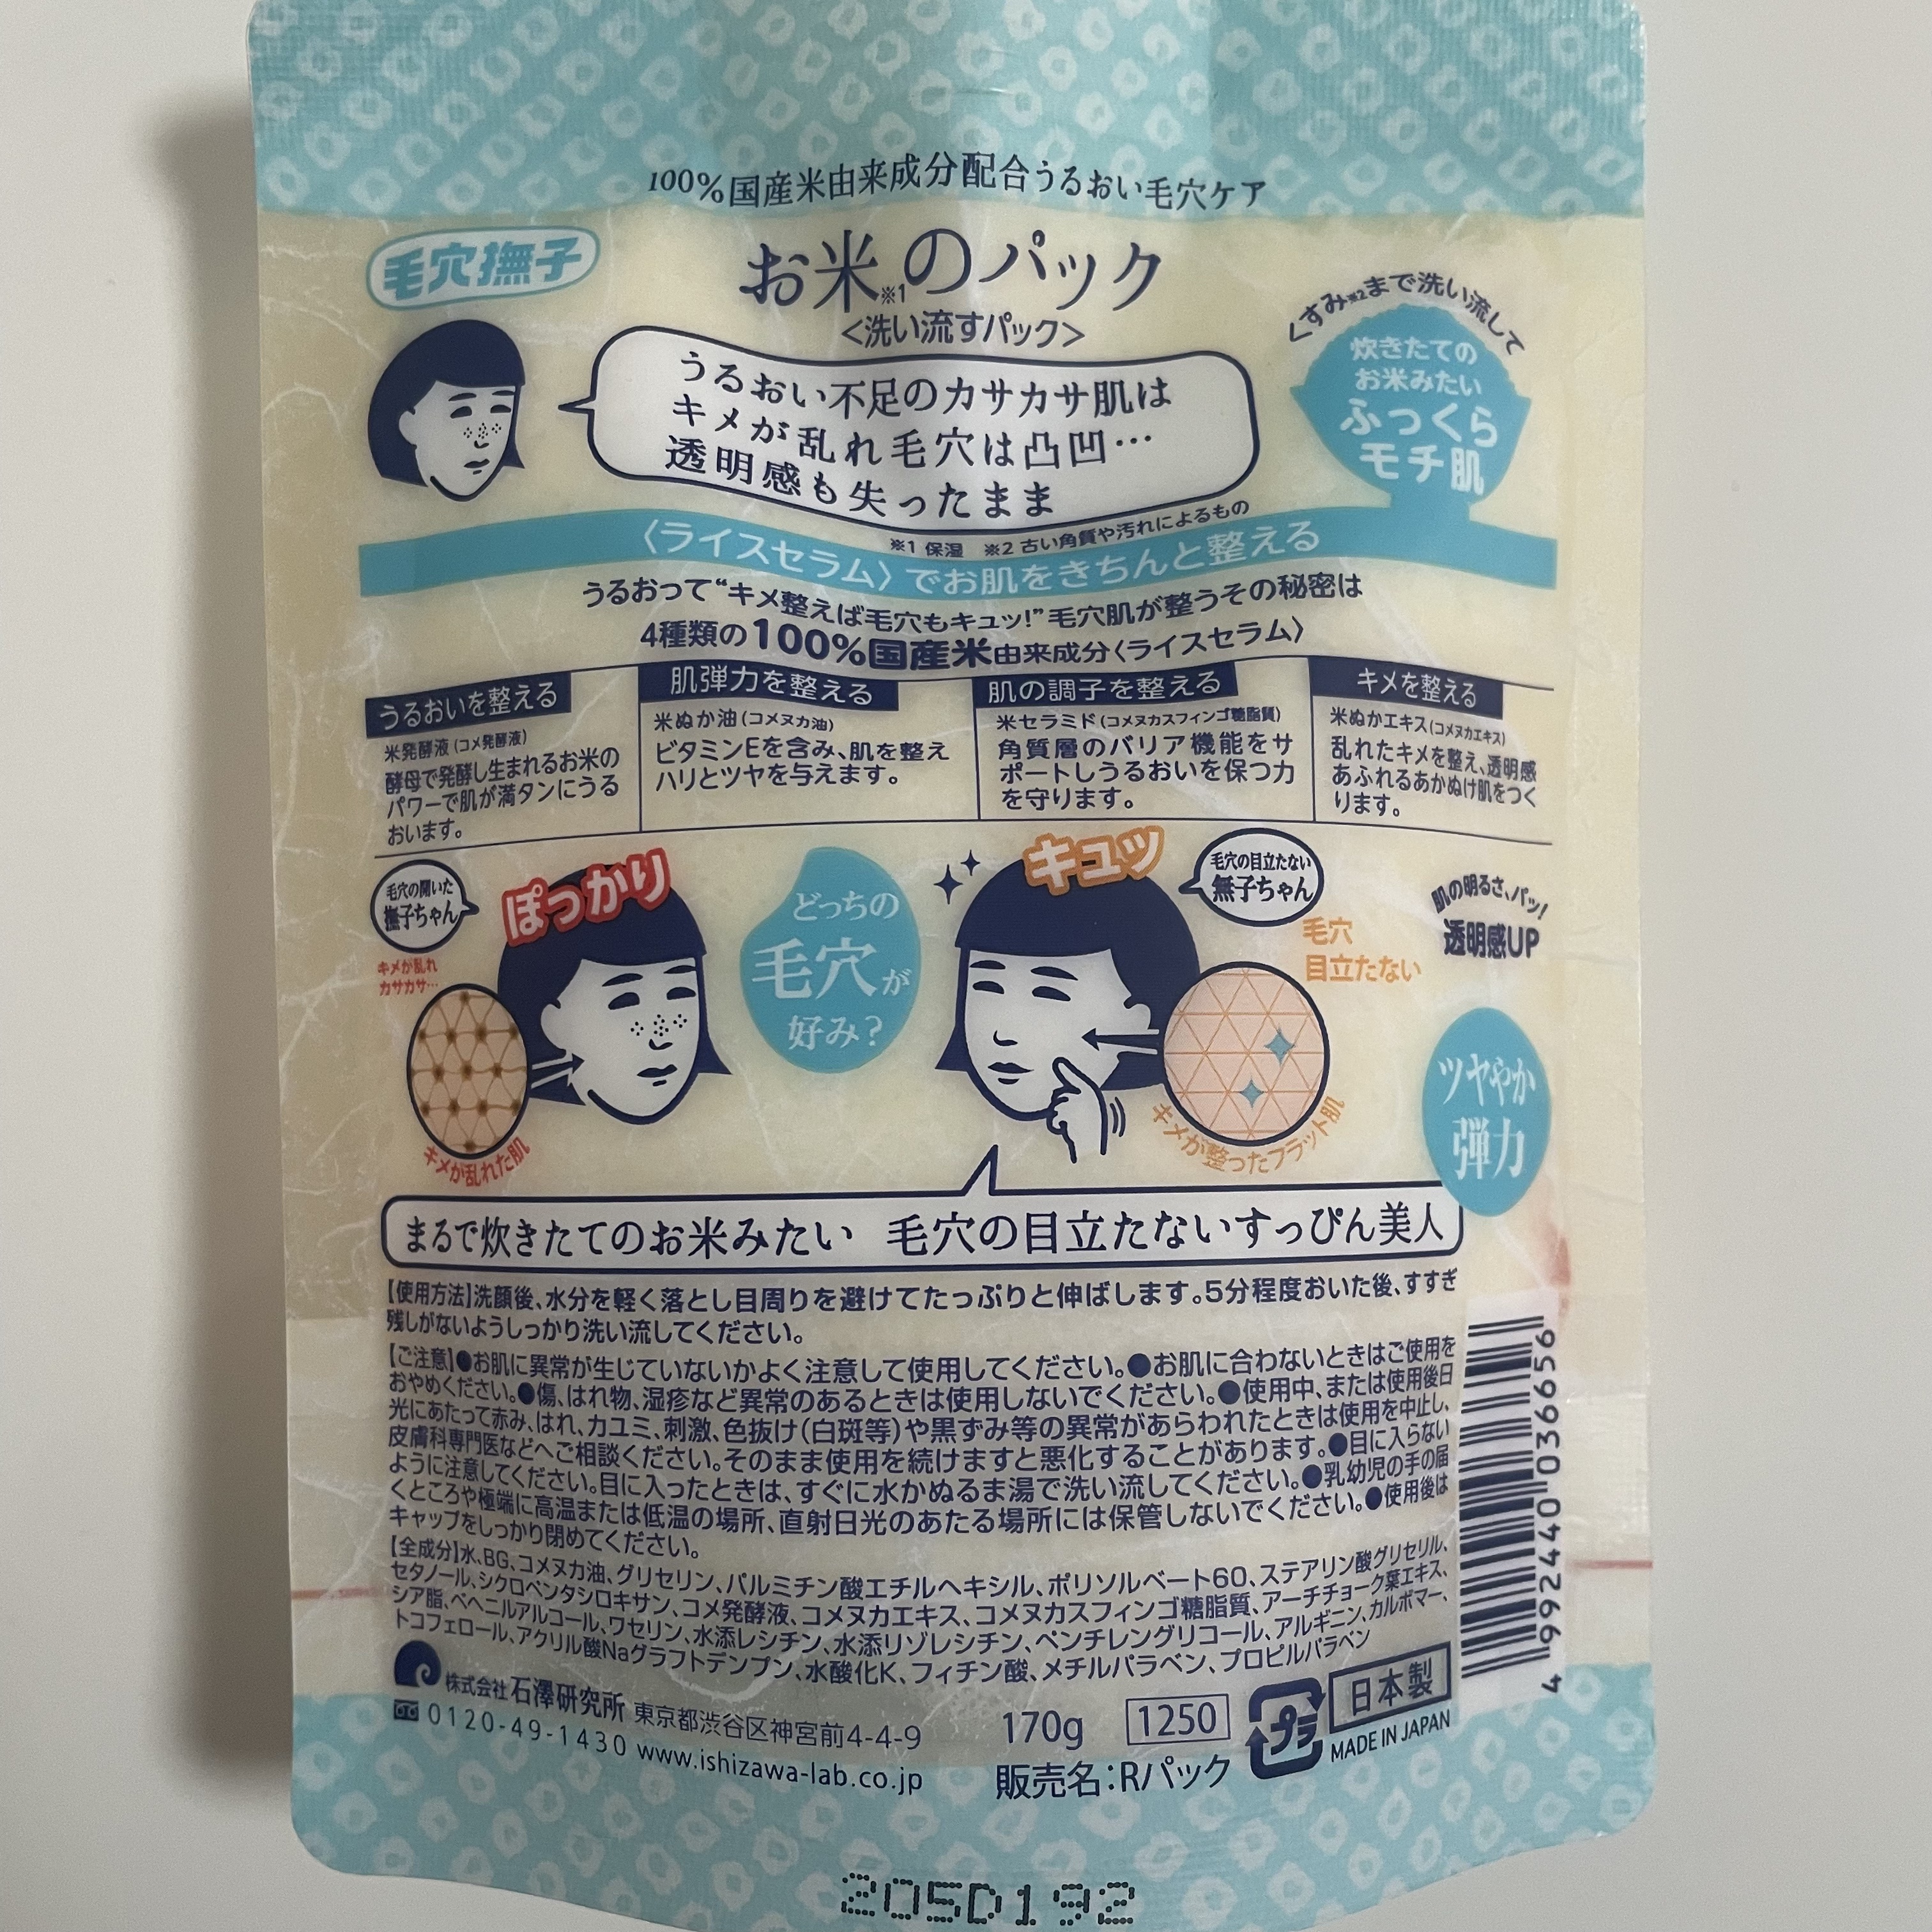 100%国産米由来成分配合うるおい毛穴ケア
毛穴撫子
お米※1のパック
<洗い流すパック>
くすみ※2まで洗い流して
炊きたての
お米みたい
ふっくら
モチ肌
うるおい不足のカサカサ肌は
キメが乱れ毛穴は凸凹…
透明感も失ったまま
※1 保湿 ※2 古い角質や汚れによるもの
〈ライスセラム〉でお肌をきちんと整える
うるおって“キメ整えば毛穴もキュッ!”毛穴肌が整うその秘密は
4種類の100%国産米由来成分〈ライスセラム〉
うるおいを整える
米発酵液(コメ発酵液)
酵母で発酵し生まれるお米の
パワーで肌が満タンにうる
おいます。
肌弾力を整える
米ぬか油(コメヌカ油)
ビタミンEを含み、肌を整え
ハリとツヤを与えます。
肌の調子を整える
米セラミド(コメヌカスフィンゴ糖脂質)
角質層のバリア機能をサ
ポートしうるおいを保つ力
を守ります。
キメを整える
米ぬかエキス(コメヌカエキス)
乱れたキメを整え、透明感
あふれるあかぬけ肌をつく
ります。
毛穴の開いた
撫子ちゃん
ぽっかり
キメが乱れ
カサカサ…
キメが乱れた肌
どっちの
毛穴が
好み?
キュッ
毛穴の目立たない
撫子ちゃん
毛穴
目立たない
キメが整ったフラット肌
肌の明るさ、パッ!
透明感UP
ツヤやか
弾力
まるで炊きたてのお米みたい 毛穴の目立たないすっぴん美人
【使用方法】洗顔後、水分を軽く落とし目周りを避けてたっぷりと伸ばします。5分程度おいた後、すすぎ
残しがないようしっかり洗い流してください。
【ご注意】●お肌に異常が生じていないかよく注意して使用してください。●お肌に合わないときはご使用を
おやめください。●傷、はれ物、湿疹など異常のあるときは使用しないでください。●使用中、または使用後日
光にあたって赤み、はれ、カユミ、刺激、色抜け(白斑等)や黒ずみ等の異常があらわれたときは使用を中止し、
皮膚科専門医などへご相談ください。そのまま使用を続けますと悪化することがあります。●目に入らない
ように注意してください。目に入ったときは、すぐに水かぬるま湯で洗い流してください。●乳幼児の手の届
くところや極端に高温または低温の場所、直射日光のあたる場所には保管しないでください。●使用後は
キャップをしっかり閉めてください。
【全成分】水、BG、コメヌカ油、グリセリン、パルミチン酸エチルヘキシル、ポリソルベート60、ステアリン酸グリセリル、
セタノール、シクロペンタシロキサン、コメ発酵液、コメヌカエキス、コメヌカスフィンゴ糖脂質、アーチチョーク葉エキス、
シア脂、ベヘニルアルコール、ワセリン、水添レシチン、水添リゾレシチン、ペンチレングリコール、アルギニン、カルボマー、
トコフェロール、アクリル酸Naグラフトデンプン、水酸化K、フィチン酸、メチルパラベン、プロピルパラベン
株式会社石澤研究所 東京都渋谷区神宮前4-4-9
0120-49-1430 www.ishizawa-lab.co.jp
170g 1250
販売名:Rパック
プラ
日本製
MADE IN JAPAN
4 992440 036656
205D192